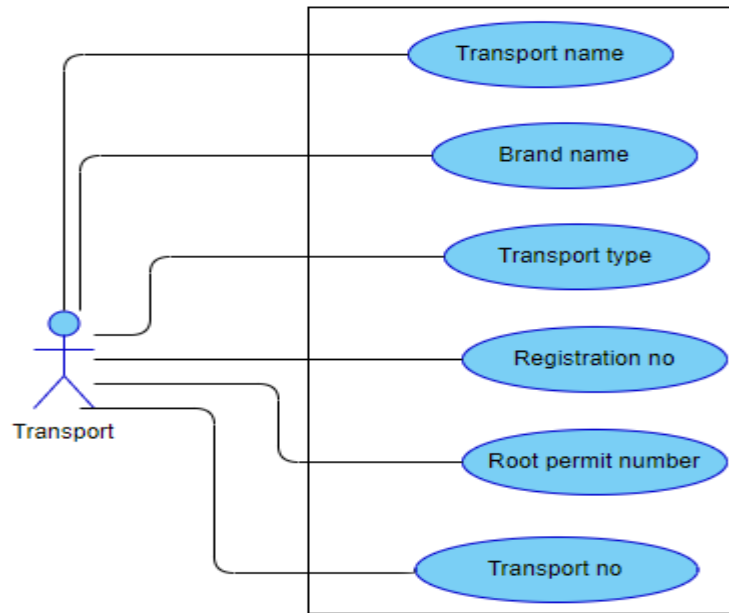 Transport name
Brand name
Transport type
Registration no
Transport
Root permit number
Transport no